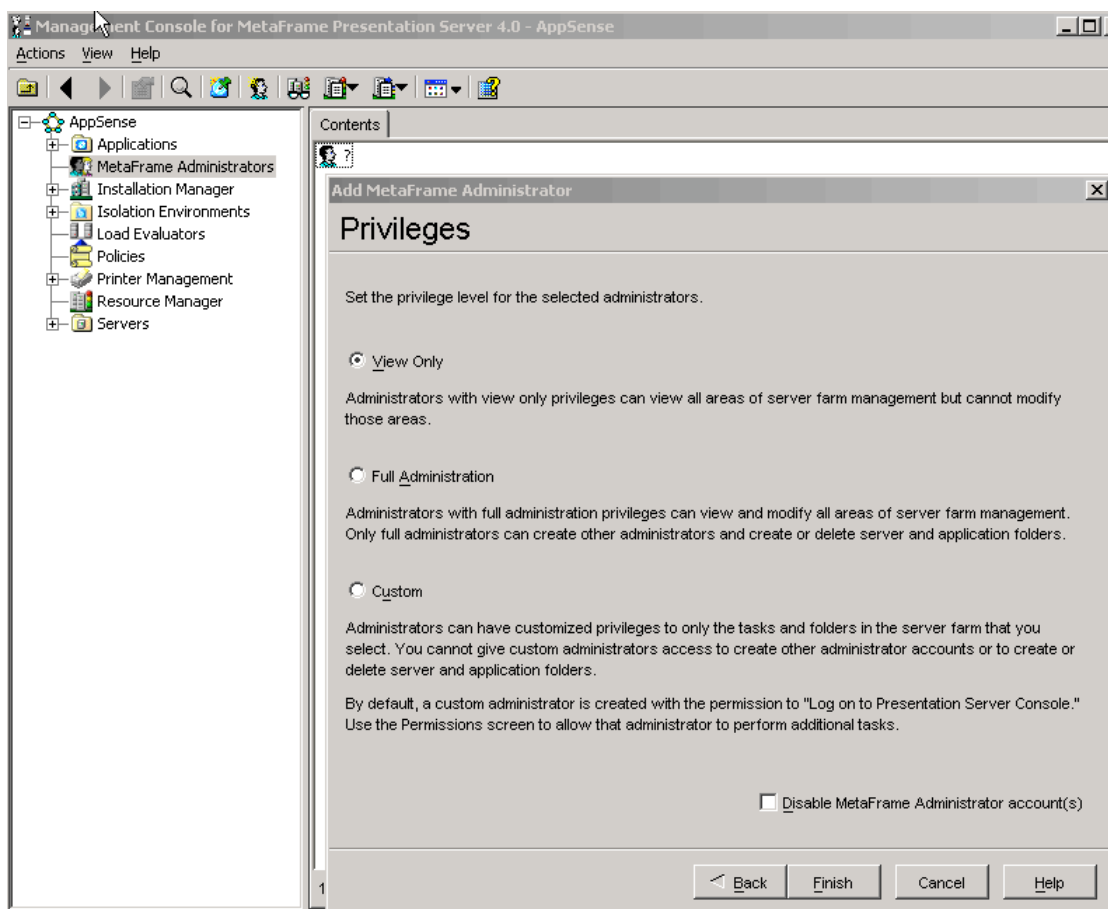 Management Console for MetaFrame Presentation Server 4.0 - AppSense
Actions View Help
AppSense
Applications
MetaFrame Administrators
Installation Manager
Isolation Environments
Load Evaluators
Policies
Printer Management
Resource Manager
Servers
Contents
?
Add MetaFrame Administrator
Privileges
Set the privilege level for the selected administrators.
View Only
Administrators with view only privileges can view all areas of server farm management but cannot modify
those areas.
Full Administration
Administrators with full administration privileges can view and modify all areas of server farm management.
Only full administrators can create other administrators and create or delete server and application folders.
Custom
Administrators can have customized privileges to only the tasks and folders in the server farm that you
select. You cannot give custom administrators access to create other administrator accounts or to create or
delete server and application folders.
By default, a custom administrator is created with the permission to "Log on to Presentation Server Console."
Use the Permissions screen to allow that administrator to perform additional tasks.
Disable MetaFrame Administrator account(s)
1
Back Finish Cancel Help